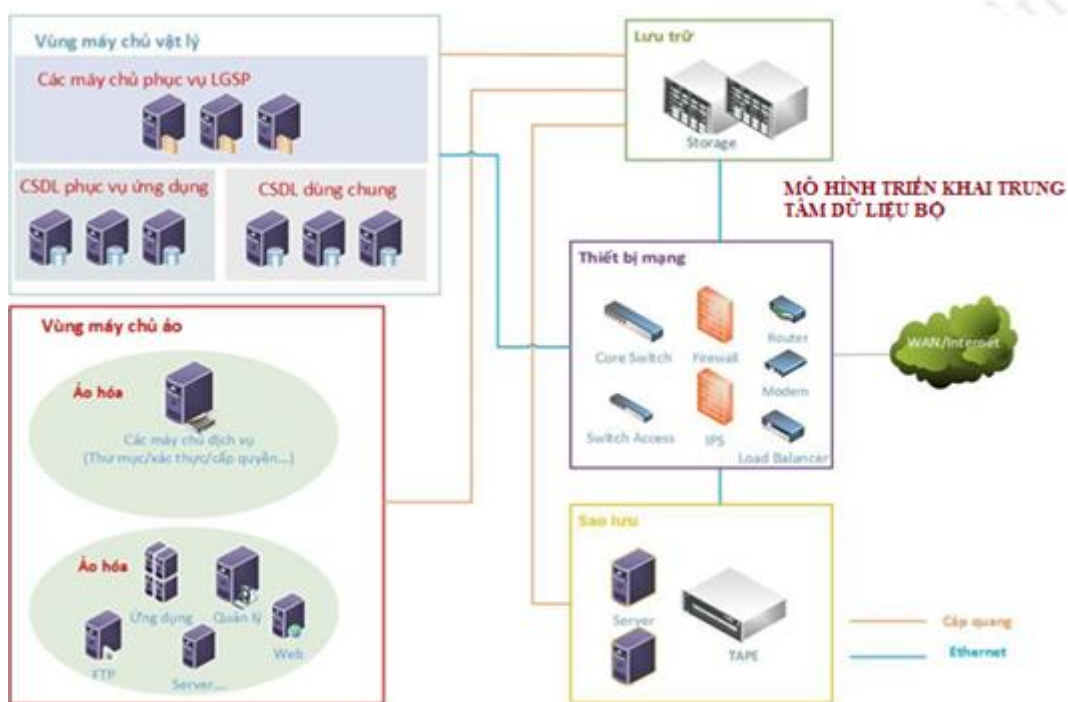 Vùng máy chủ vật lý
Các máy chủ phục vụ LGSP
CSDL phục vụ ứng dụng
CSDL dùng chung
Vùng máy chủ ảo
Ảo hóa
Các máy chủ dịch vụ
(Thư mục/xác thực/cấp quyền...)
Ảo hóa
Ứng dụng
Quản lý
FTP
Server...
Web
Lưu trữ
Storage
MÔ HÌNH TRIỂN KHAI TRUNG
TÂM DỮ LIỆU BỘ
Thiết bị mạng
Core Switch
Firewall
Router
Modem
Switch Access
IPS
Load Balancer
WAN/Internet
Sao lưu
Server
TAPE
Cáp quang
Ethernet